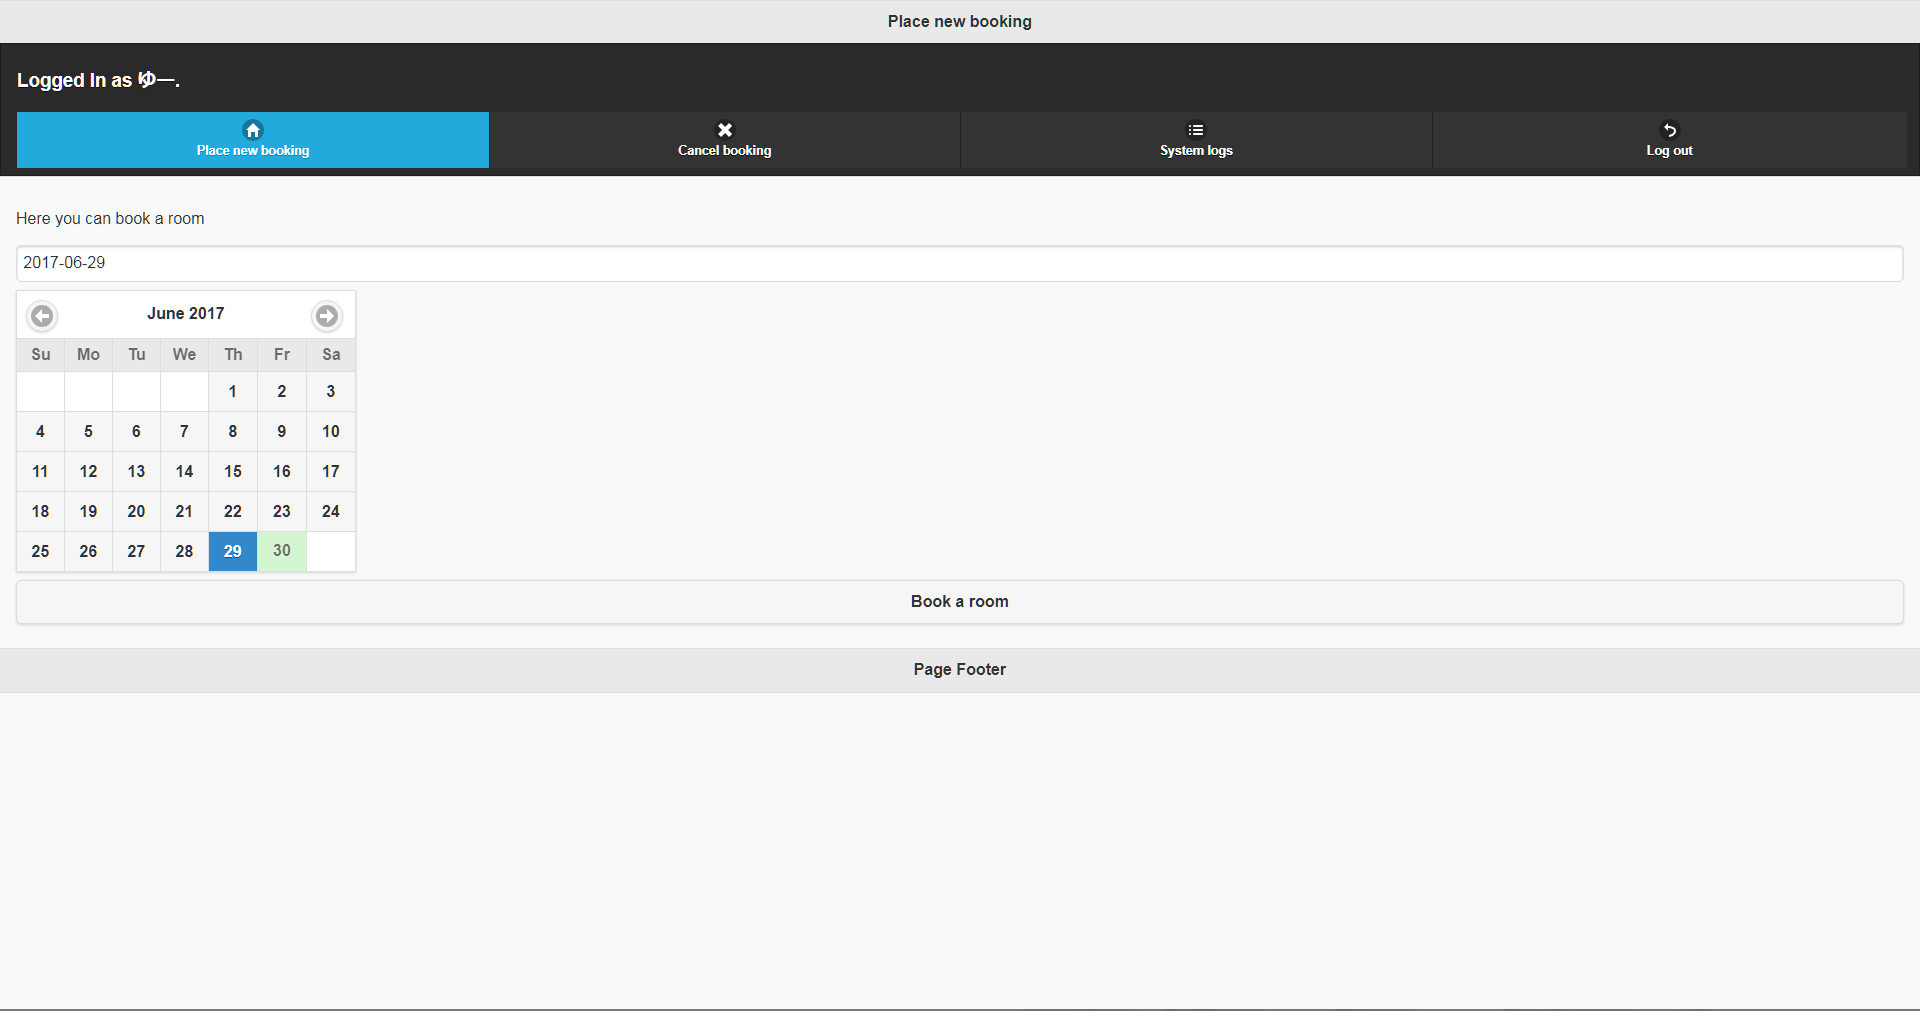 Place new booking
Logged In as ゆー.
Place new booking
Cancel booking
System logs
Log out
Here you can book a room
2017-06-29
June 2017
Su Mo Tu We Th Fr Sa
1 2 3
4 5 6 7 8 9 10
11 12 13 14 15 16 17
18 19 20 21 22 23 24
25 26 27 28 29 30
Book a room
Page Footer